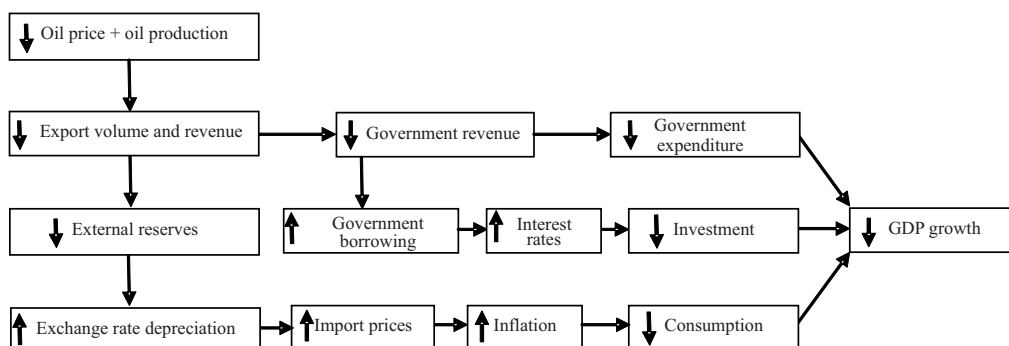 Oil price + oil production
Export volume and revenue
Government revenue
Government
expenditure
External reserves
Government
borrowing
Interest
rates
Investment
GDP growth
Exchange rate depreciation
Import prices
Inflation
Consumption